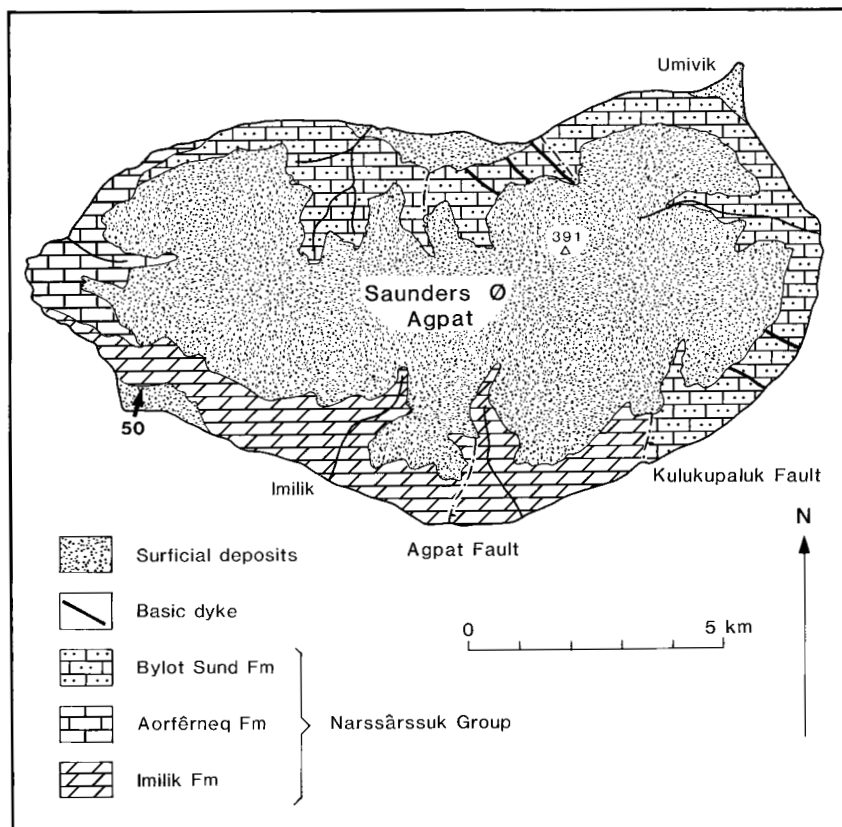 Umivik
391
Saunders Ø
Agpat
50
Imilik
Kulukupaluk Fault
Agpat Fault
N
Surficial deposits
Basic dyke
0 5 km
Bylot Sund Fm
Aorfêrneq Fm
Narssârssuk Group
Imilik Fm